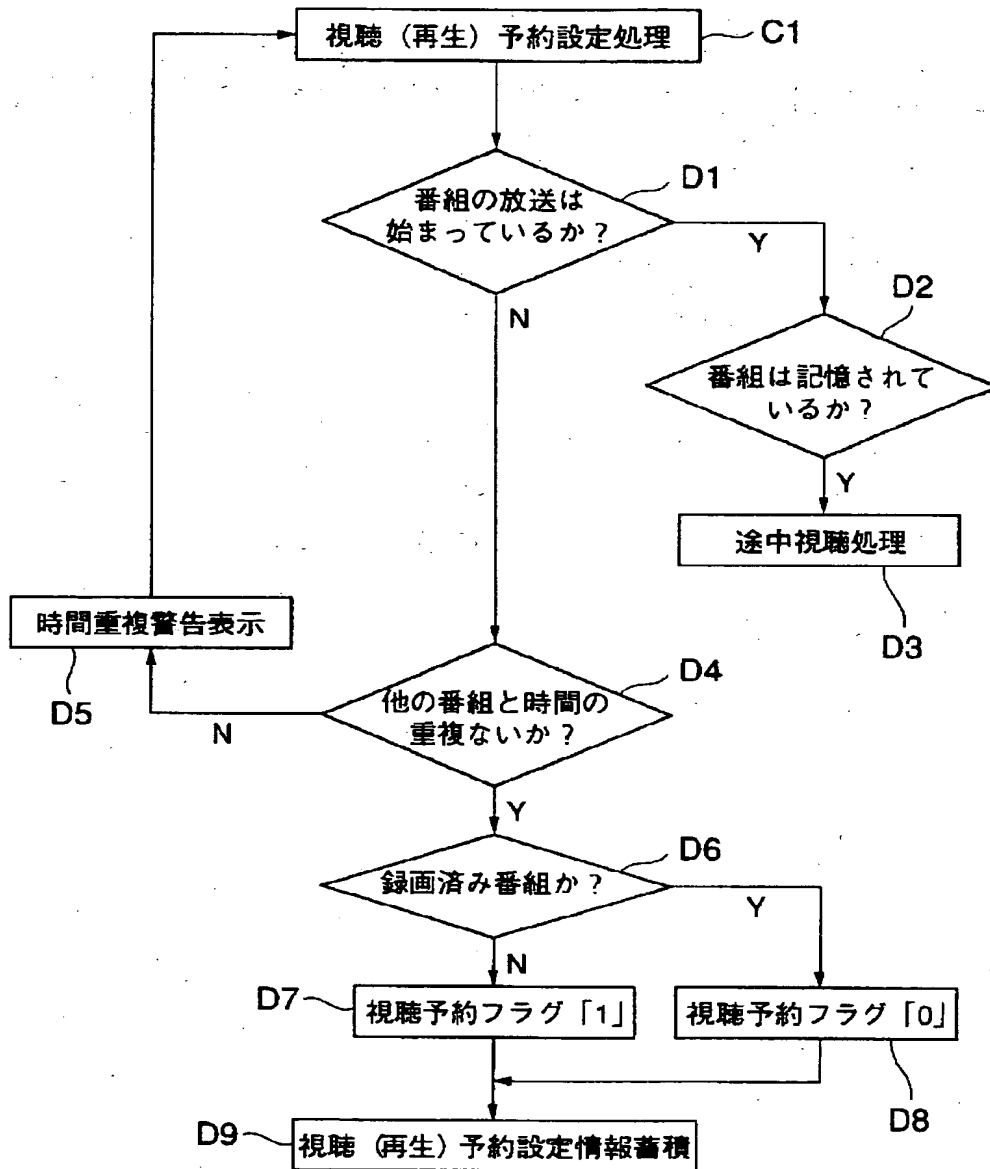 視聴（再生）予約設定処理
C1
番組の放送は
始まっているか？
D1
Y
N
D2
番組は記憶されて
いるか？
Y
途中視聴処理
D3
時間重複警告表示
D5
D4
他の番組と時間の
重複ないか？
N
Y
D6
録画済み番組か？
Y
N
D7
視聴予約フラグ「1」
視聴予約フラグ「0」
D8
D9
視聴（再生）予約設定情報蓄積